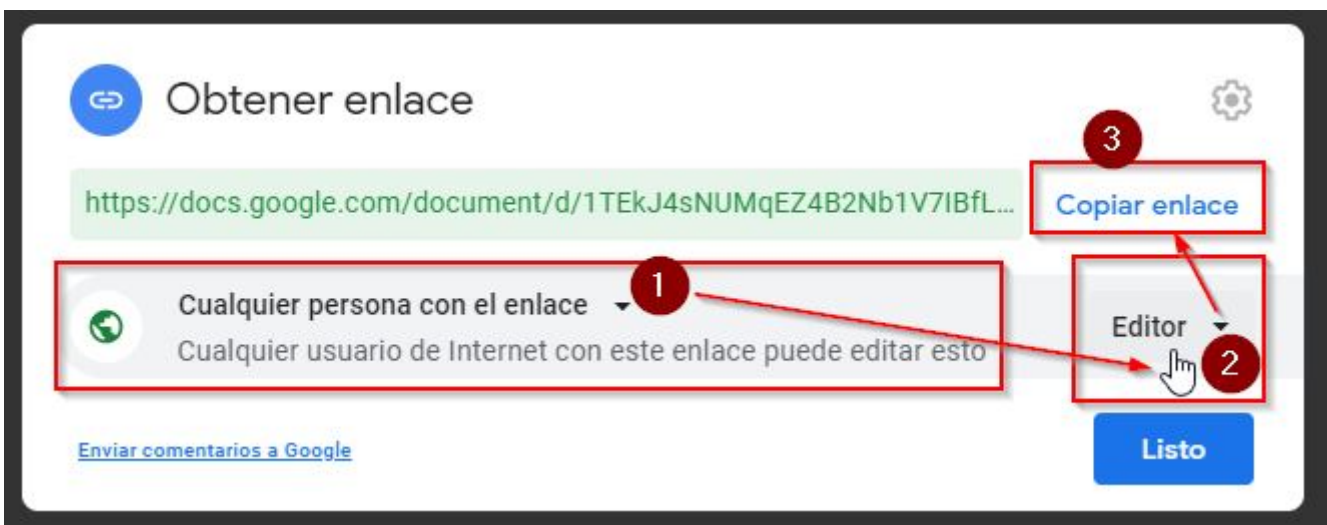 Obtener enlace
3
https://docs.google.com/document/d/1TEkJ4sNUMqEZ4B2Nb1V7IBfL...
Copiar enlace
Cualquier persona con el enlace
1
Cualquier usuario de Internet con este enlace puede editar esto
Editor
2
Enviar comentarios a Google
Listo